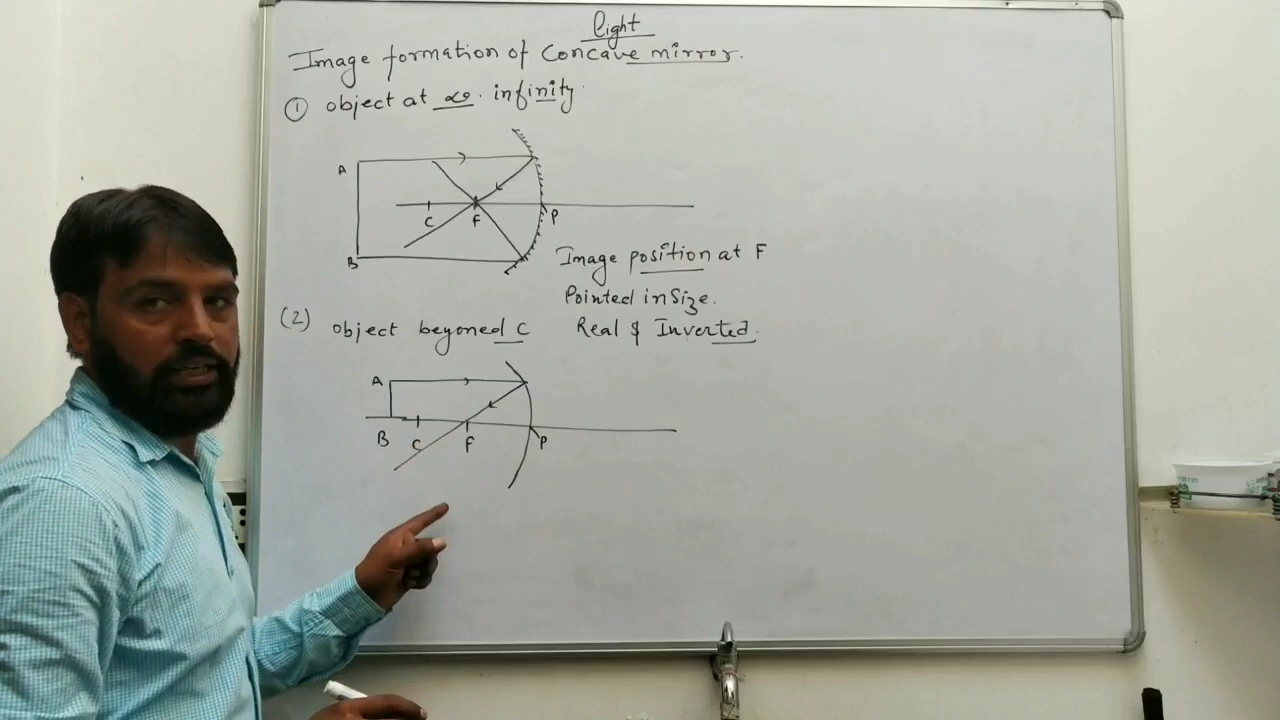 light
Image formation of Concave mirror.
① object at ∞. infinity.
A
C F P
B
Image position at F
Pointed in Size.
Real & Inverted.
(2) object beyoned C
A
B C F P